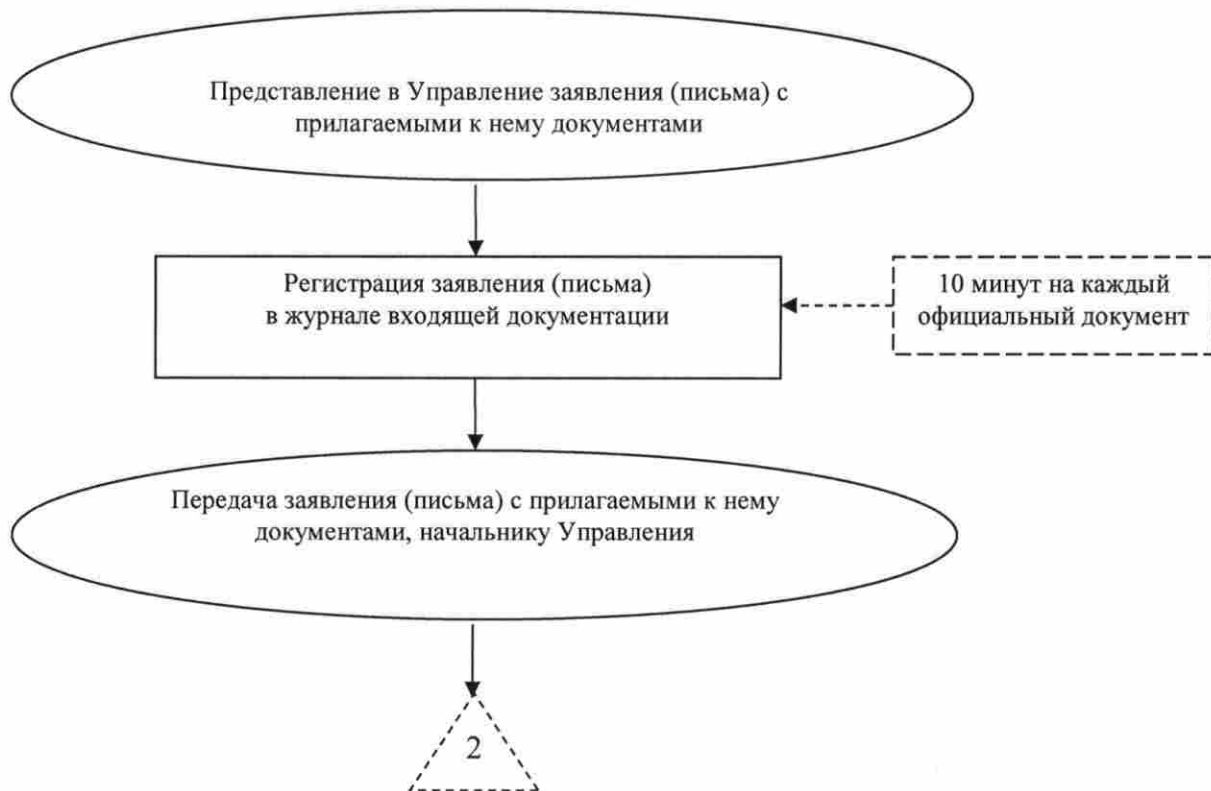 Представление в Управление заявления (письма) с
прилагаемыми к нему документами
Регистрация заявления (письма)
в журнале входящей документации
10 минут на каждый
официальный документ
Передача заявления (письма) с прилагаемыми к нему
документами, начальнику Управления
2